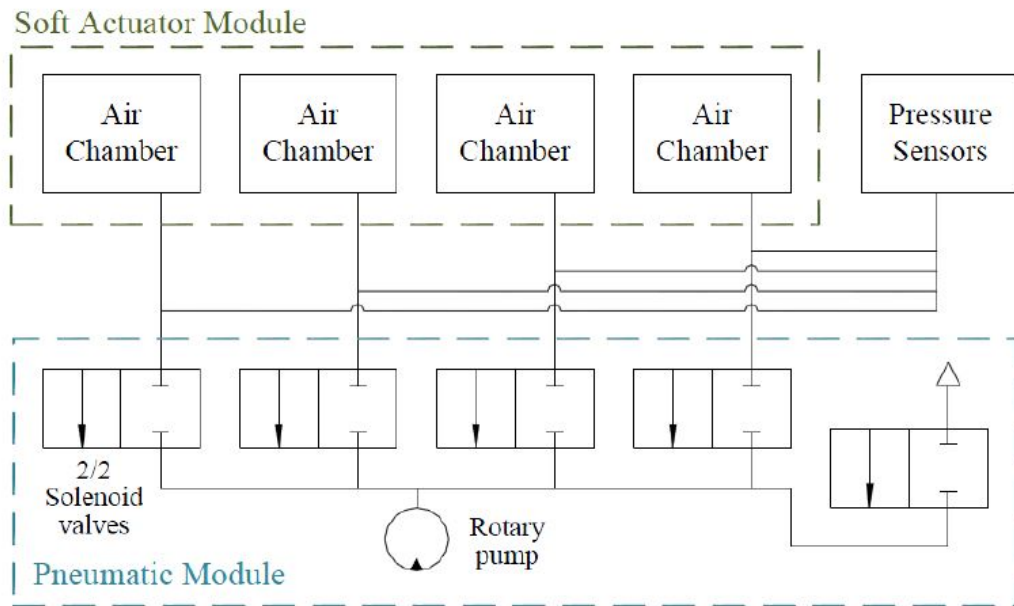 Soft Actuator Module
Air
Chamber
Air
Chamber
Air
Chamber
Air
Chamber
Pressure
Sensors
2/2
Solenoid
valves
Rotary
pump
Pneumatic Module